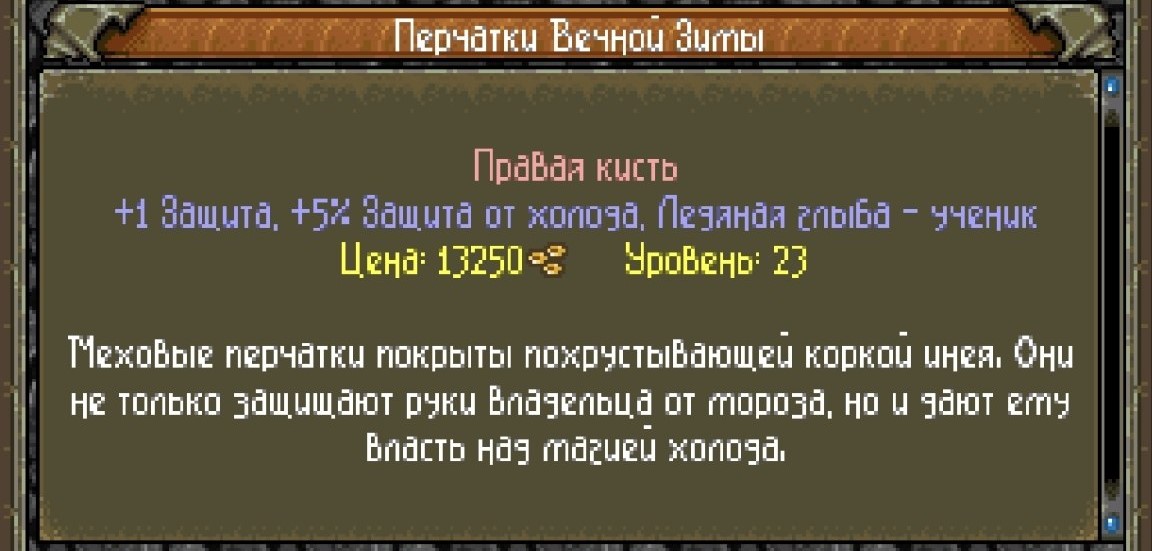 Перчатки Вечной Зимы
Правая кисть
+1 Защита, +5% Защита от холода, Ледяная глыба - ученик
Цена: 13250 Уровень: 23
Меховые перчатки покрыты похрустывающей коркой инея. Они
не только защищают руки владельца от мороза, но и дают ему
власть над магией холода.